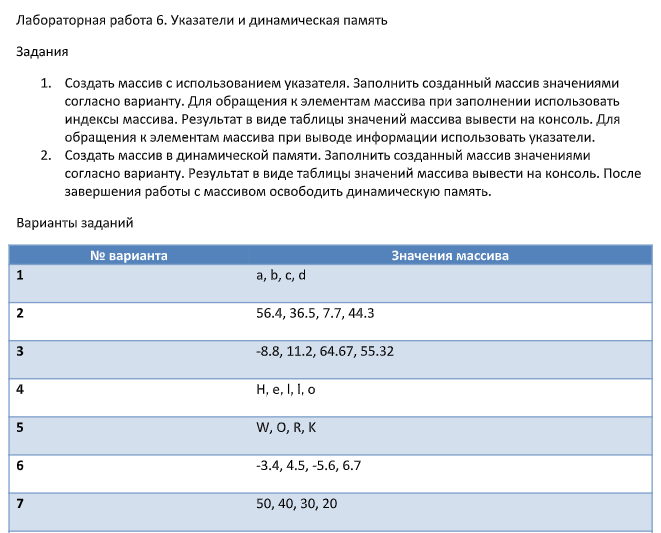 Лабораторная работа 6. Указатели и динамическая память
Задания
1. Создать массив с использованием указателя. Заполнить созданный массив значениями
согласно варианту. Для обращения к элементам массива при заполнении использовать
индексы массива. Результат в виде таблицы значений массива вывести на консоль. Для
обращения к элементам массива при выводе информации использовать указатели.
2. Создать массив в динамической памяти. Заполнить созданный массив значениями
согласно варианту. Результат в виде таблицы значений массива вывести на консоль. После
завершения работы с массивом освободить динамическую память.
Варианты заданий
№ варианта Значения массива
1 a, b, c, d
2 56.4, 36.5, 7.7, 44.3
3 -8.8, 11.2, 64.67, 55.32
4 H, e, l, l, o
5 W, O, R, K
6 -3.4, 4.5, -5.6, 6.7
7 50, 40, 30, 20